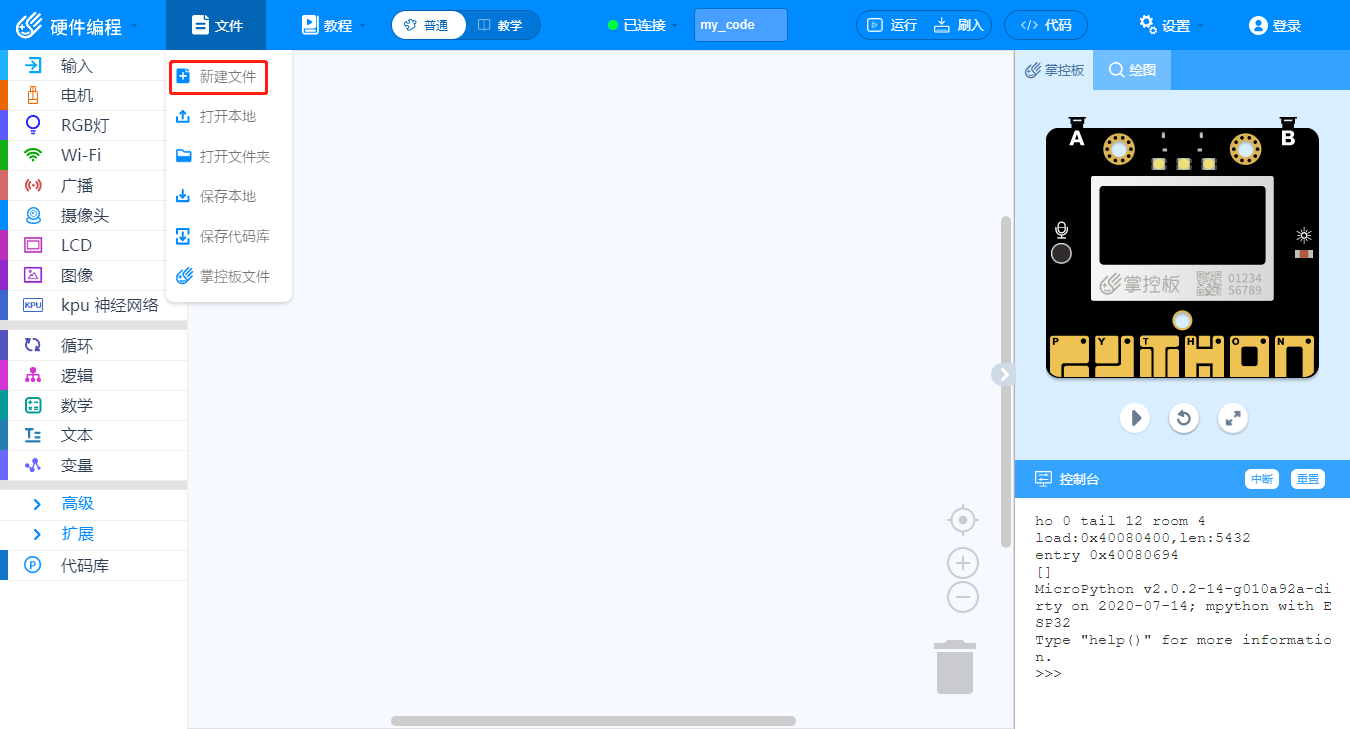 硬件编程
文件
教程
普通
教学
已连接
my_code
运行
刷入
</> 代码
设置
登录
输入
电机
RGB灯
Wi-Fi
广播
摄像头
LCD
图像
KPU kpu 神经网络
循环
逻辑
数学
文本
变量
高级
扩展
P 代码库
新建文件
打开本地
打开文件夹
保存本地
保存代码库
掌控板文件
掌控板
绘图
A
B
掌控板
01234
56789
P Y T H O N
控制台
中断
重置
ho 0 tail 12 room 4
load:0x40080400,len:5432
entry 0x40080694
[]
MicroPython v2.0.2-14-g010a92a-di
rty on 2020-07-14; mpython with E
SP32
Type "help()" for more informatio
n.
>>>